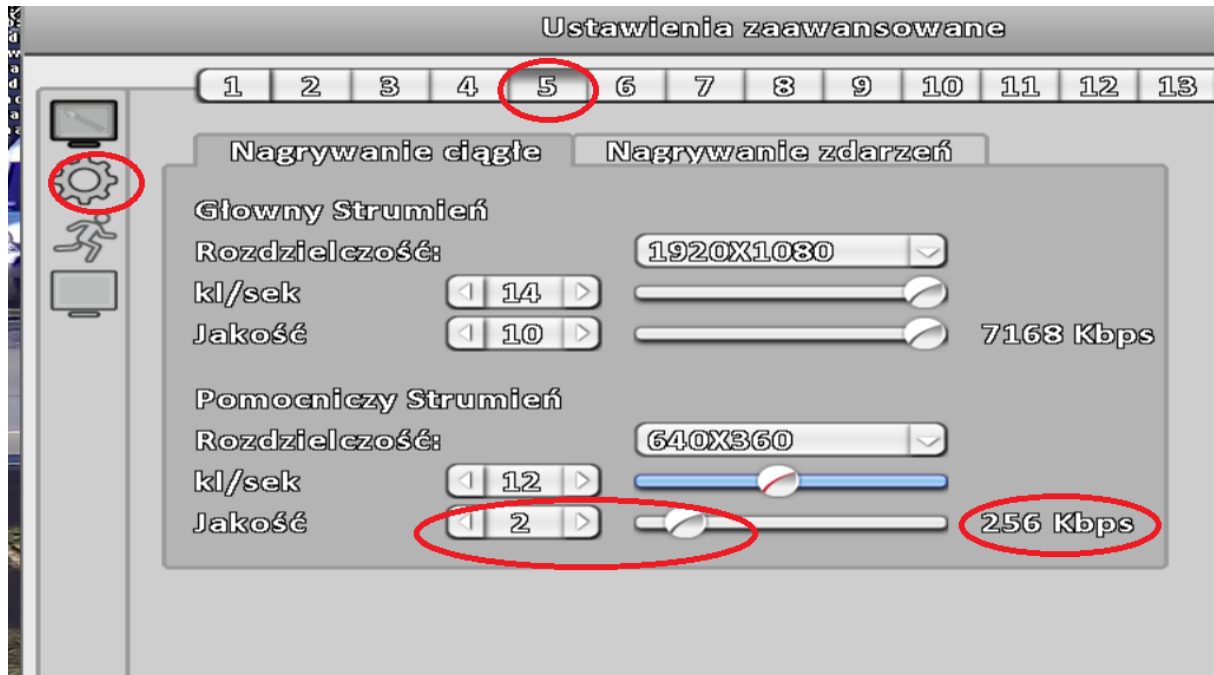 Ustawienia zaawansowane
1 2 3 4 5 6 7 8 9 10 11 12 13
Nagrywanie ciągłe Nagrywanie zdarzeń
Głowny Strumień
Rozdzielczość: 1920X1080
kl/sek 14
Jakość 10 7168 Kbps
Pomocniczy Strumień
Rozdzielczość: 640X360
kl/sek 12
Jakość 2 256 Kbps